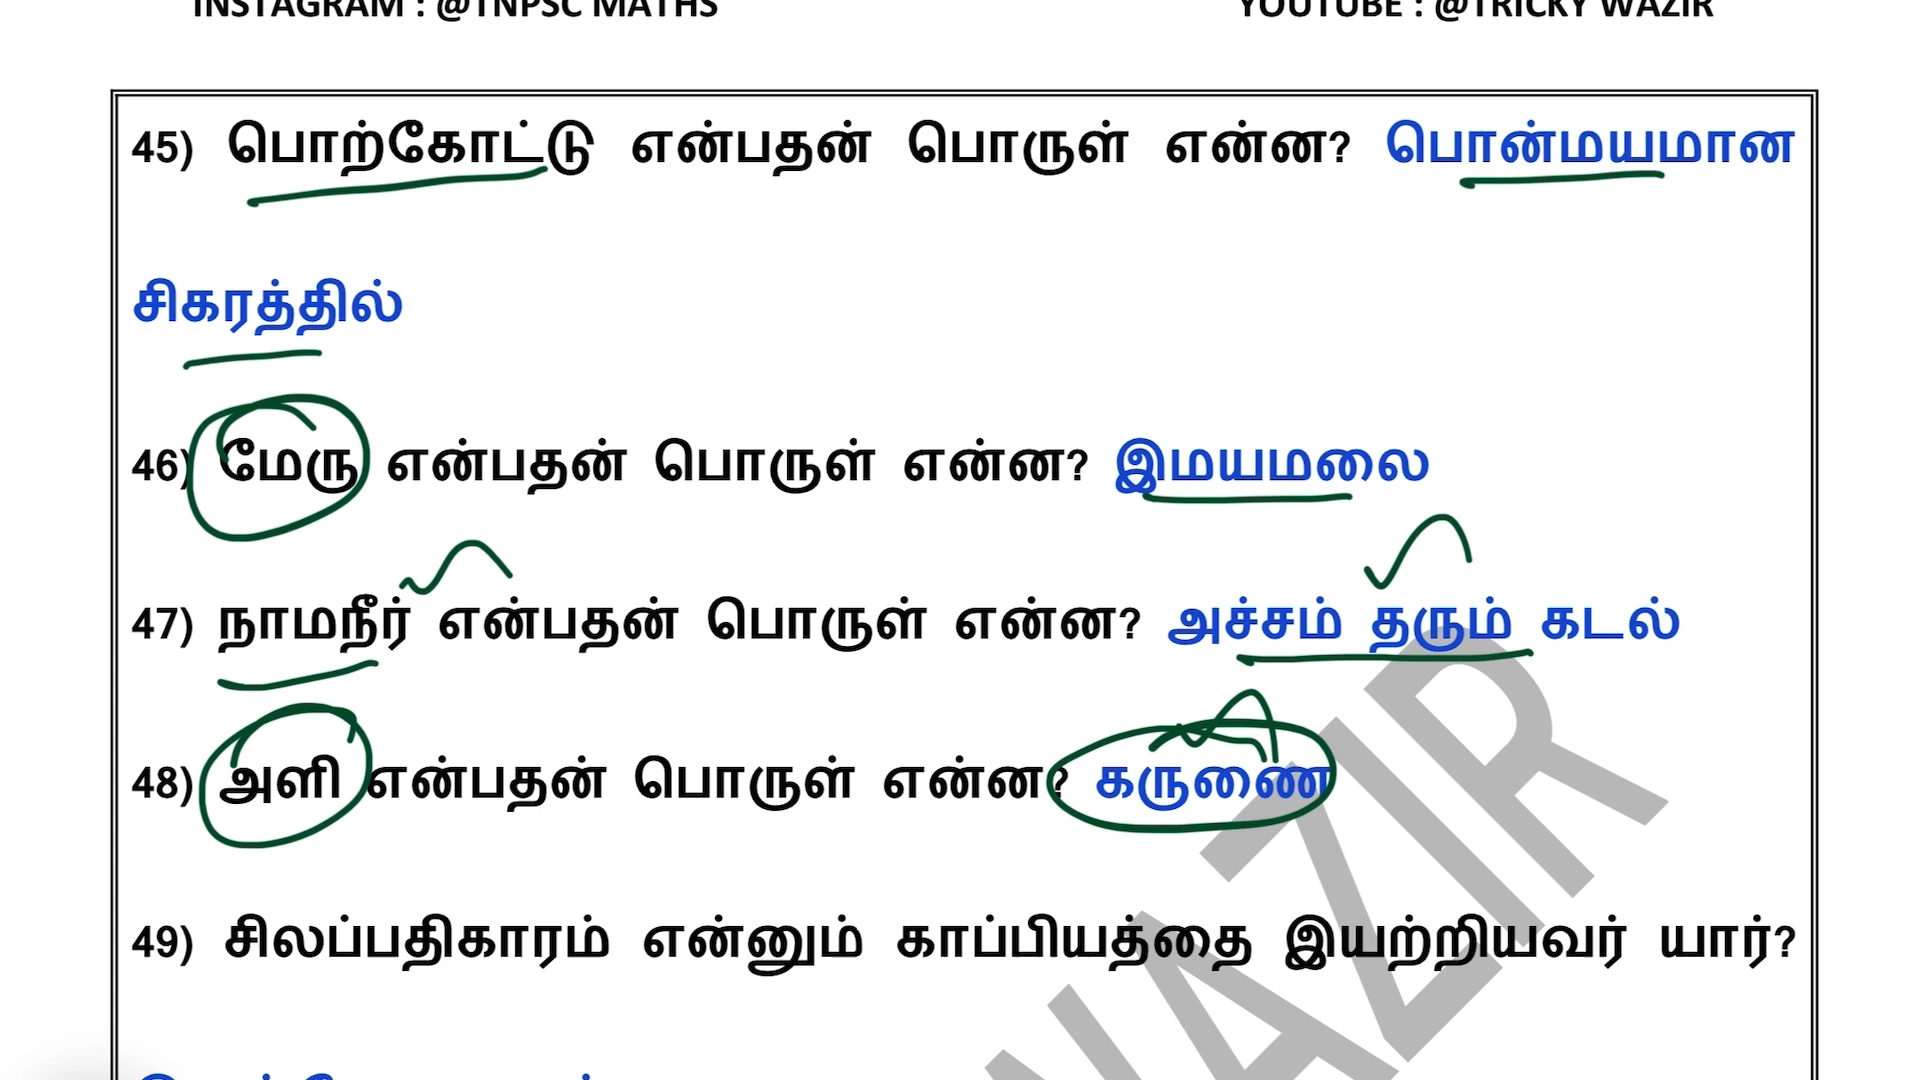 INSTAGRAM : @TNPSC MATHS YOUTUBE : @TRICKY WAZIR
45) பொற்கோட்டு என்பதன் பொருள் என்ன? பொன்மயமான
சிகரத்தில்
46) மேரு என்பதன் பொருள் என்ன? இமயமலை
47) நாமநீர் என்பதன் பொருள் என்ன? அச்சம் தரும் கடல்
48) அளி என்பதன் பொருள் என்ன? கருணை
49) சிலப்பதிகாரம் என்னும் காப்பியத்தை இயற்றியவர் யார்?
WAZIR